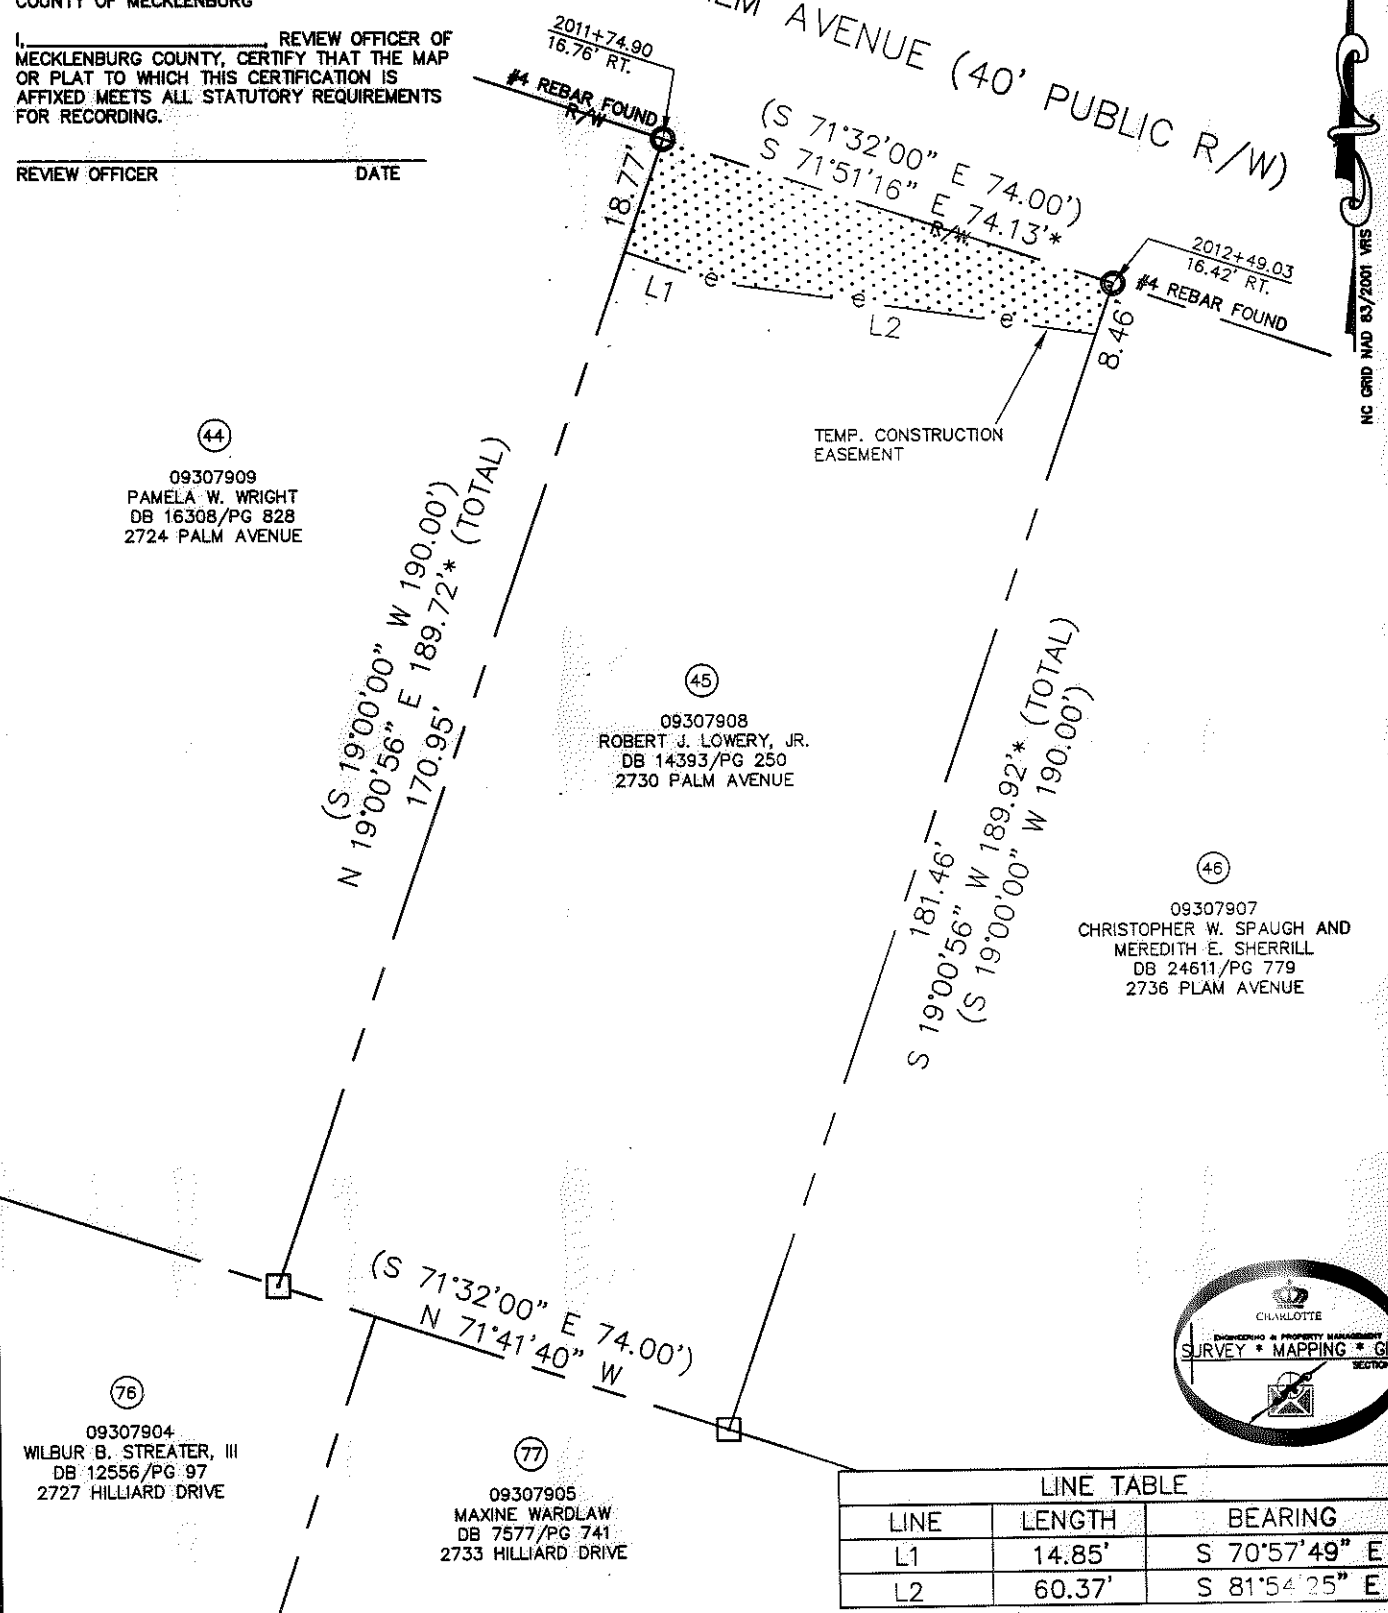 COUNTY OF MECKLENBURG
I,____________________, REVIEW OFFICER OF
MECKLENBURG COUNTY, CERTIFY THAT THE MAP
OR PLAT TO WHICH THIS CERTIFICATION IS
AFFIXED MEETS ALL STATUTORY REQUIREMENTS
FOR RECORDING.
REVIEW OFFICER DATE
AVENUE (40' PUBLIC R/W)
2011+74.90
16.76' RT.
#4 REBAR FOUND
R/W
(S 71°32'00" E 74.00')
S 71°51'16" E 74.13'*
R/W
18.77'
L1
e
e
L2
e
2012+49.03
16.42' RT.
#4 REBAR FOUND
8.46'
NC GRID NAD 83/2001 VRS
TEMP. CONSTRUCTION
EASEMENT
44
09307909
PAMELA W. WRIGHT
DB 16308/PG 828
2724 PALM AVENUE
(S 19°00'00" W 190.00')
N 19°00'56" E 189.72'* (TOTAL)
170.95'
45
09307908
ROBERT J. LOWERY, JR.
DB 14393/PG 250
2730 PALM AVENUE
181.46'
S 19°00'56" W 189.92'* (TOTAL)
(S 19°00'00" W 190.00')
46
09307907
CHRISTOPHER W. SPAUGH AND
MEREDITH E. SHERRILL
DB 24611/PG 779
2736 PLAM AVENUE
(S 71°32'00" E 74.00')
N 71°41'40" W
76
09307904
WILBUR B. STREATER, III
DB 12556/PG 97
2727 HILLIARD DRIVE
77
09307905
MAXINE WARDLAW
DB 7577/PG 741
2733 HILLIARD DRIVE
CHARLOTTE
ENGINEERING & PROPERTY MANAGEMENT
SURVEY * MAPPING *
LINE TABLE
LINE LENGTH BEARING
L1 14.85' S 70°57'49" E
L2 60.37' S 81°54'25" E